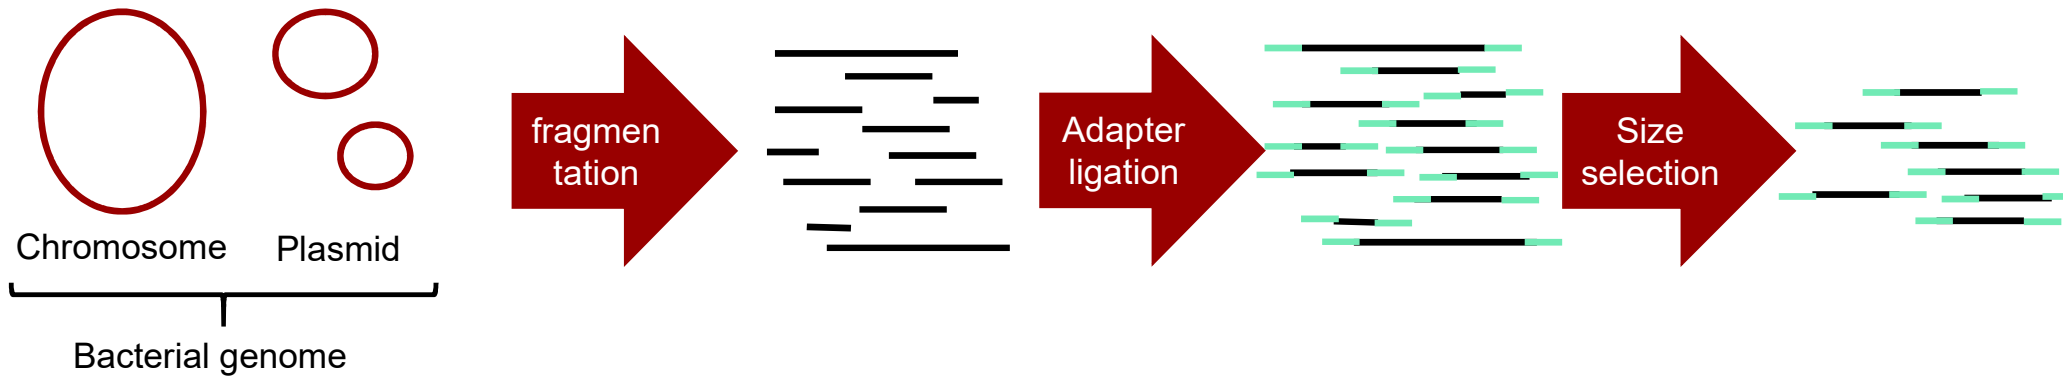 fragmen
tation
Adapter
ligation
Size
selection
Chromosome
Plasmid
Bacterial genome